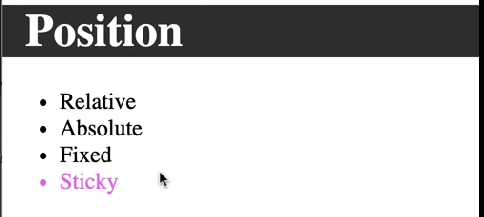 Position
Relative
Absolute
Fixed
Sticky